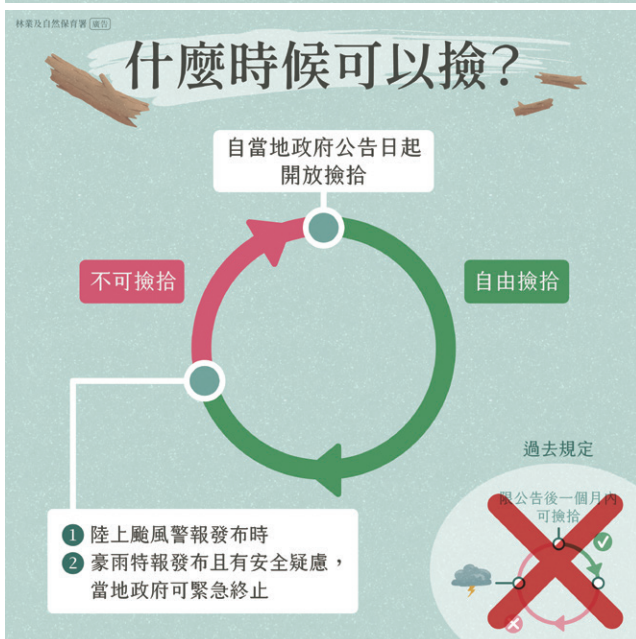 林業及自然保育署 廣告
什麼時候可以撿?
自當地政府公告日起
開放撿拾
不可撿拾
自由撿拾
過去規定
限公告後一個月內
可撿拾
1 陸上颱風警報發布時
2 豪雨特報發布且有安全疑慮，
當地政府可緊急終止